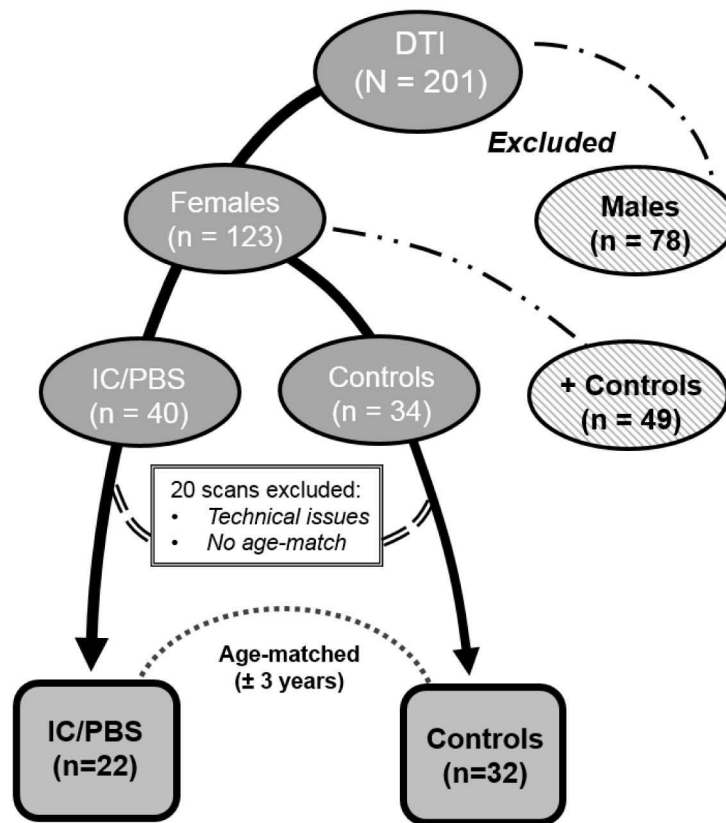 DTI
(N = 201)
Excluded
Females
(n = 123)
Males
(n = 78)
IC/PBS
(n = 40)
Controls
(n = 34)
+ Controls
(n = 49)
20 scans excluded:
• Technical issues
• No age-match
Age-matched
(± 3 years)
IC/PBS
(n=22)
Controls
(n=32)